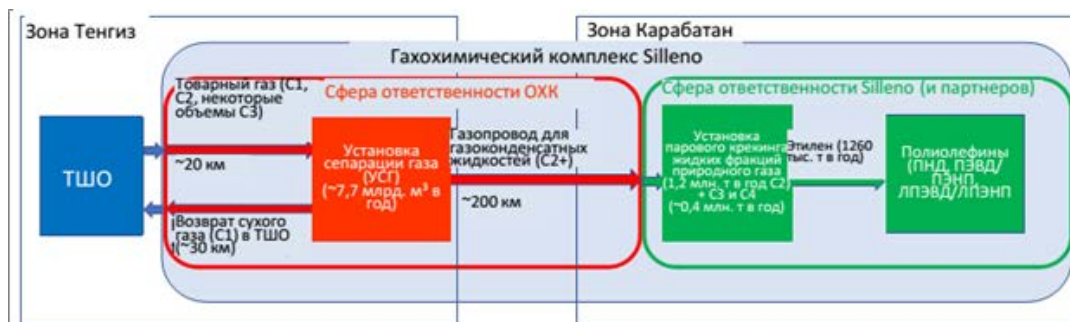 Зона Тенгиз
Зона Карабатан
Гахохимический комплекс Silleno
Товарный газ (С1,
С2, некоторые
объемы С3)
Сфера ответственности ОХК
Сфера ответственности Silleno (и партнеров)
ТШО
~20 км
Установка
сепарации газа
(УСГ)
(~7,7 млрд. м³ в
год)
Газопровод для
газоконденсатных
жидкостей (С2+)
~200 км
Установка
парового крекинга
жидких фракций
природного газа
(1,2 млн. т в год С2)
+ С3 и С4
(~0,4 млн. т в год)
Этилен (1260
тыс. т в год)
Полиолефины
(ПНД, ПЭВД/
ПЭНП,
ЛПЭВД/ЛПЭНП
Возврат сухого
газа (С1) в ТШО
(~30 км)